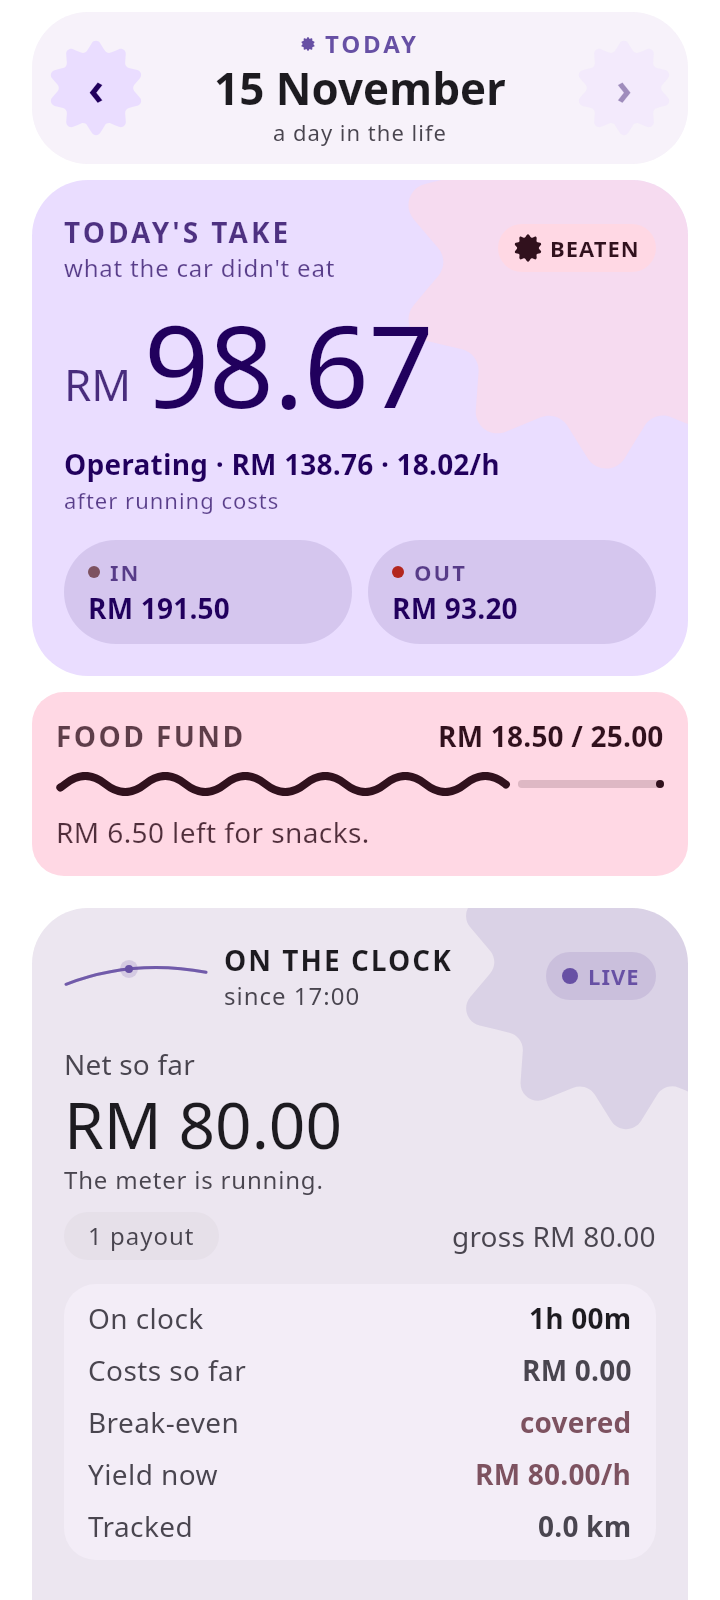 TODAY
‹
15 November
›
a day in the life
TODAY'S TAKE
what the car didn't eat
BEATEN
RM 98.67
Operating · RM 138.76 · 18.02/h
after running costs
IN
RM 191.50
OUT
RM 93.20
FOOD FUND
RM 18.50 / 25.00
RM 6.50 left for snacks.
ON THE CLOCK
since 17:00
LIVE
Net so far
RM 80.00
The meter is running.
1 payout
gross RM 80.00
On clock
1h 00m
Costs so far
RM 0.00
Break-even
covered
Yield now
RM 80.00/h
Tracked
0.0 km